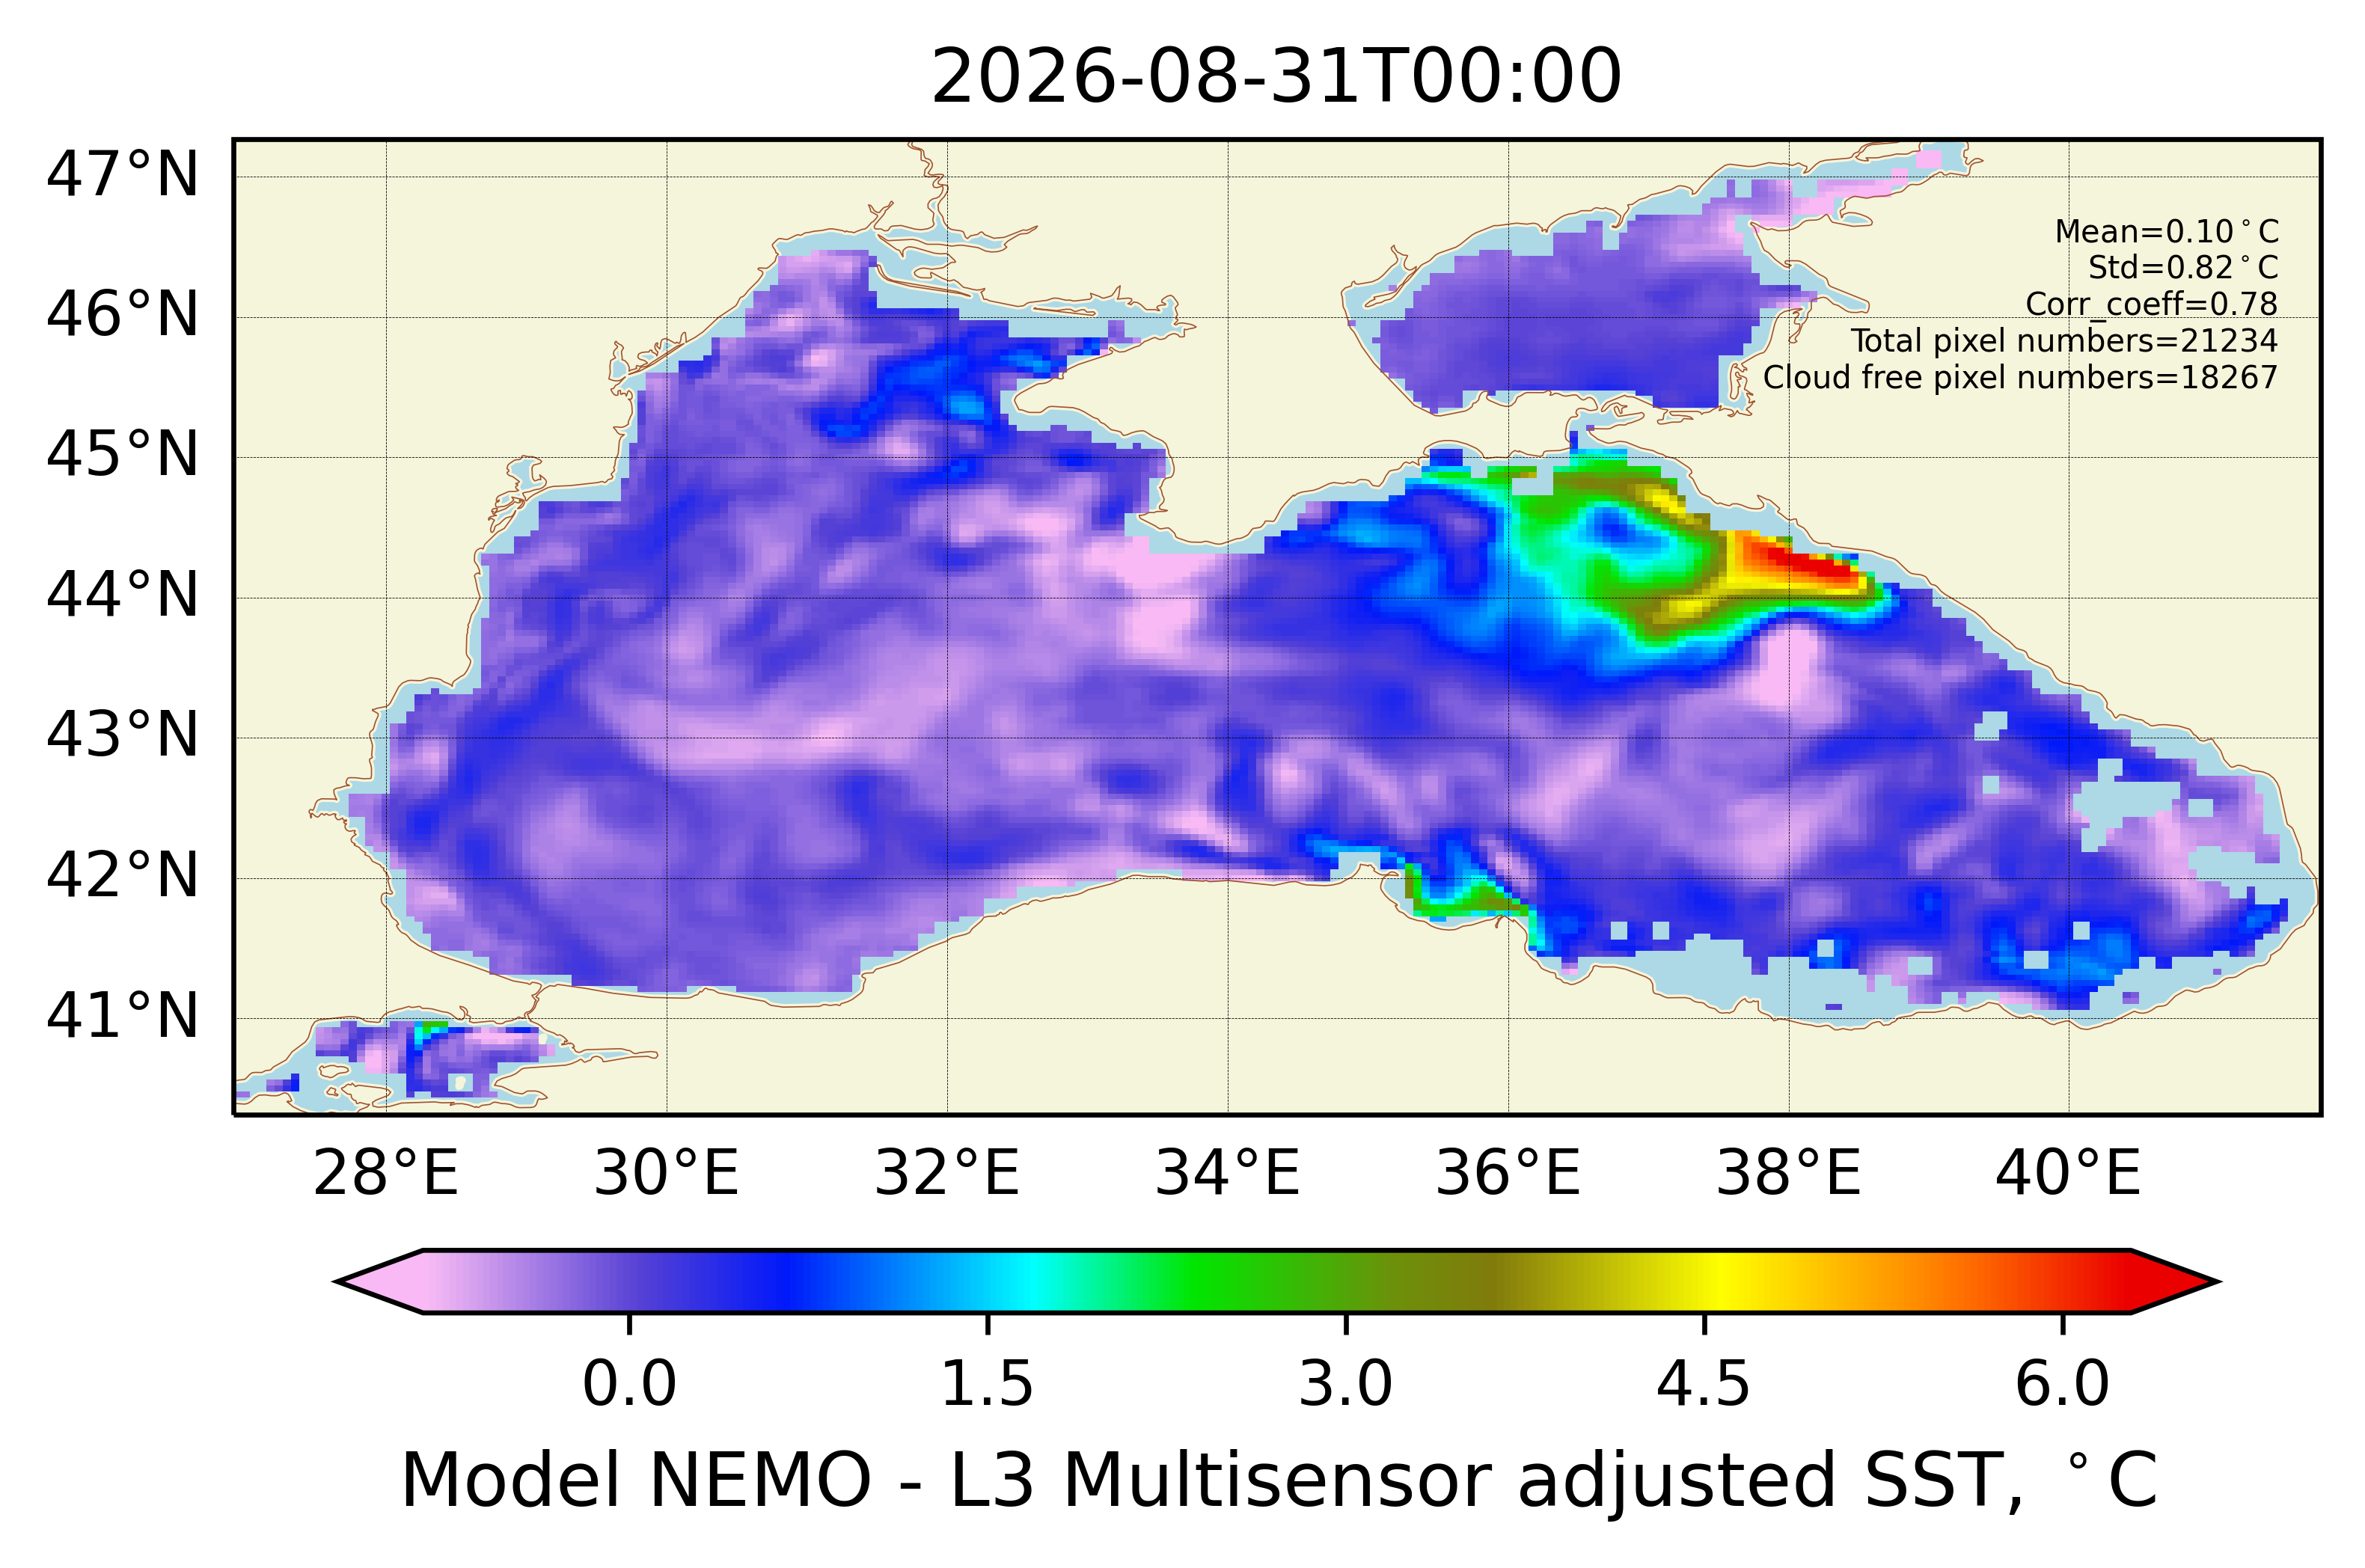 2026-08-31T00:00
47°N
46°N
45°N
44°N
43°N
42°N
41°N
Mean=0.10°C
Std=0.82°C
Corr_coeff=0.78
Total pixel numbers=21234
Cloud free pixel numbers=18267
28°E 30°E 32°E 34°E 36°E 38°E 40°E
0.0 1.5 3.0 4.5 6.0
Model NEMO - L3 Multisensor adjusted SST, °C